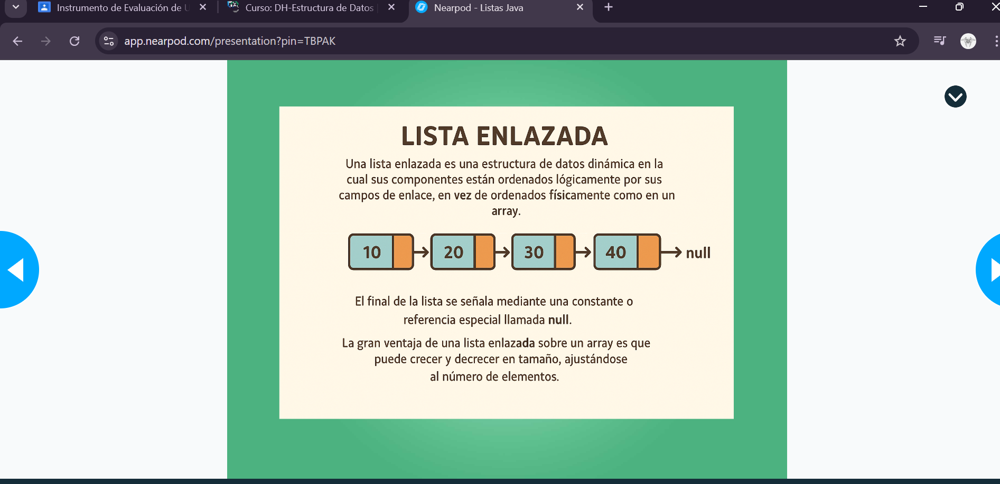 Instrumento de Evaluación de U
Curso: DH-Estructura de Datos
Nearpod - Listas Java
app.nearpod.com/presentation?pin=TBPAK
LISTA ENLAZADA
Una lista enlazada es una estructura de datos dinámica en la
cual sus componentes están ordenados lógicamente por sus
campos de enlace, en vez de ordenados físicamente como en un
array.
10 20 30 40 null
El final de la lista se señala mediante una constante o
referencia especial llamada null.
La gran ventaja de una lista enlazada sobre un array es que
puede crecer y decrecer en tamaño, ajustándose
al número de elementos.